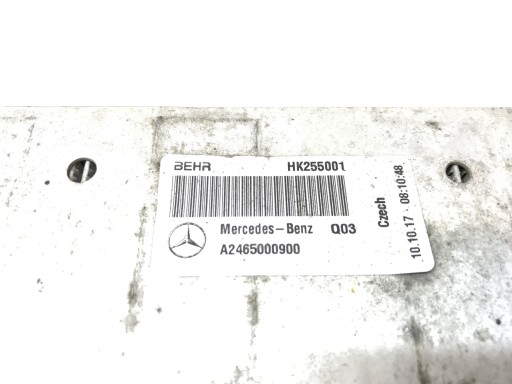 BEHR HK255001
Mercedes-Benz Q03
A2465000900
Czech
10.10.17 - 08:10:48